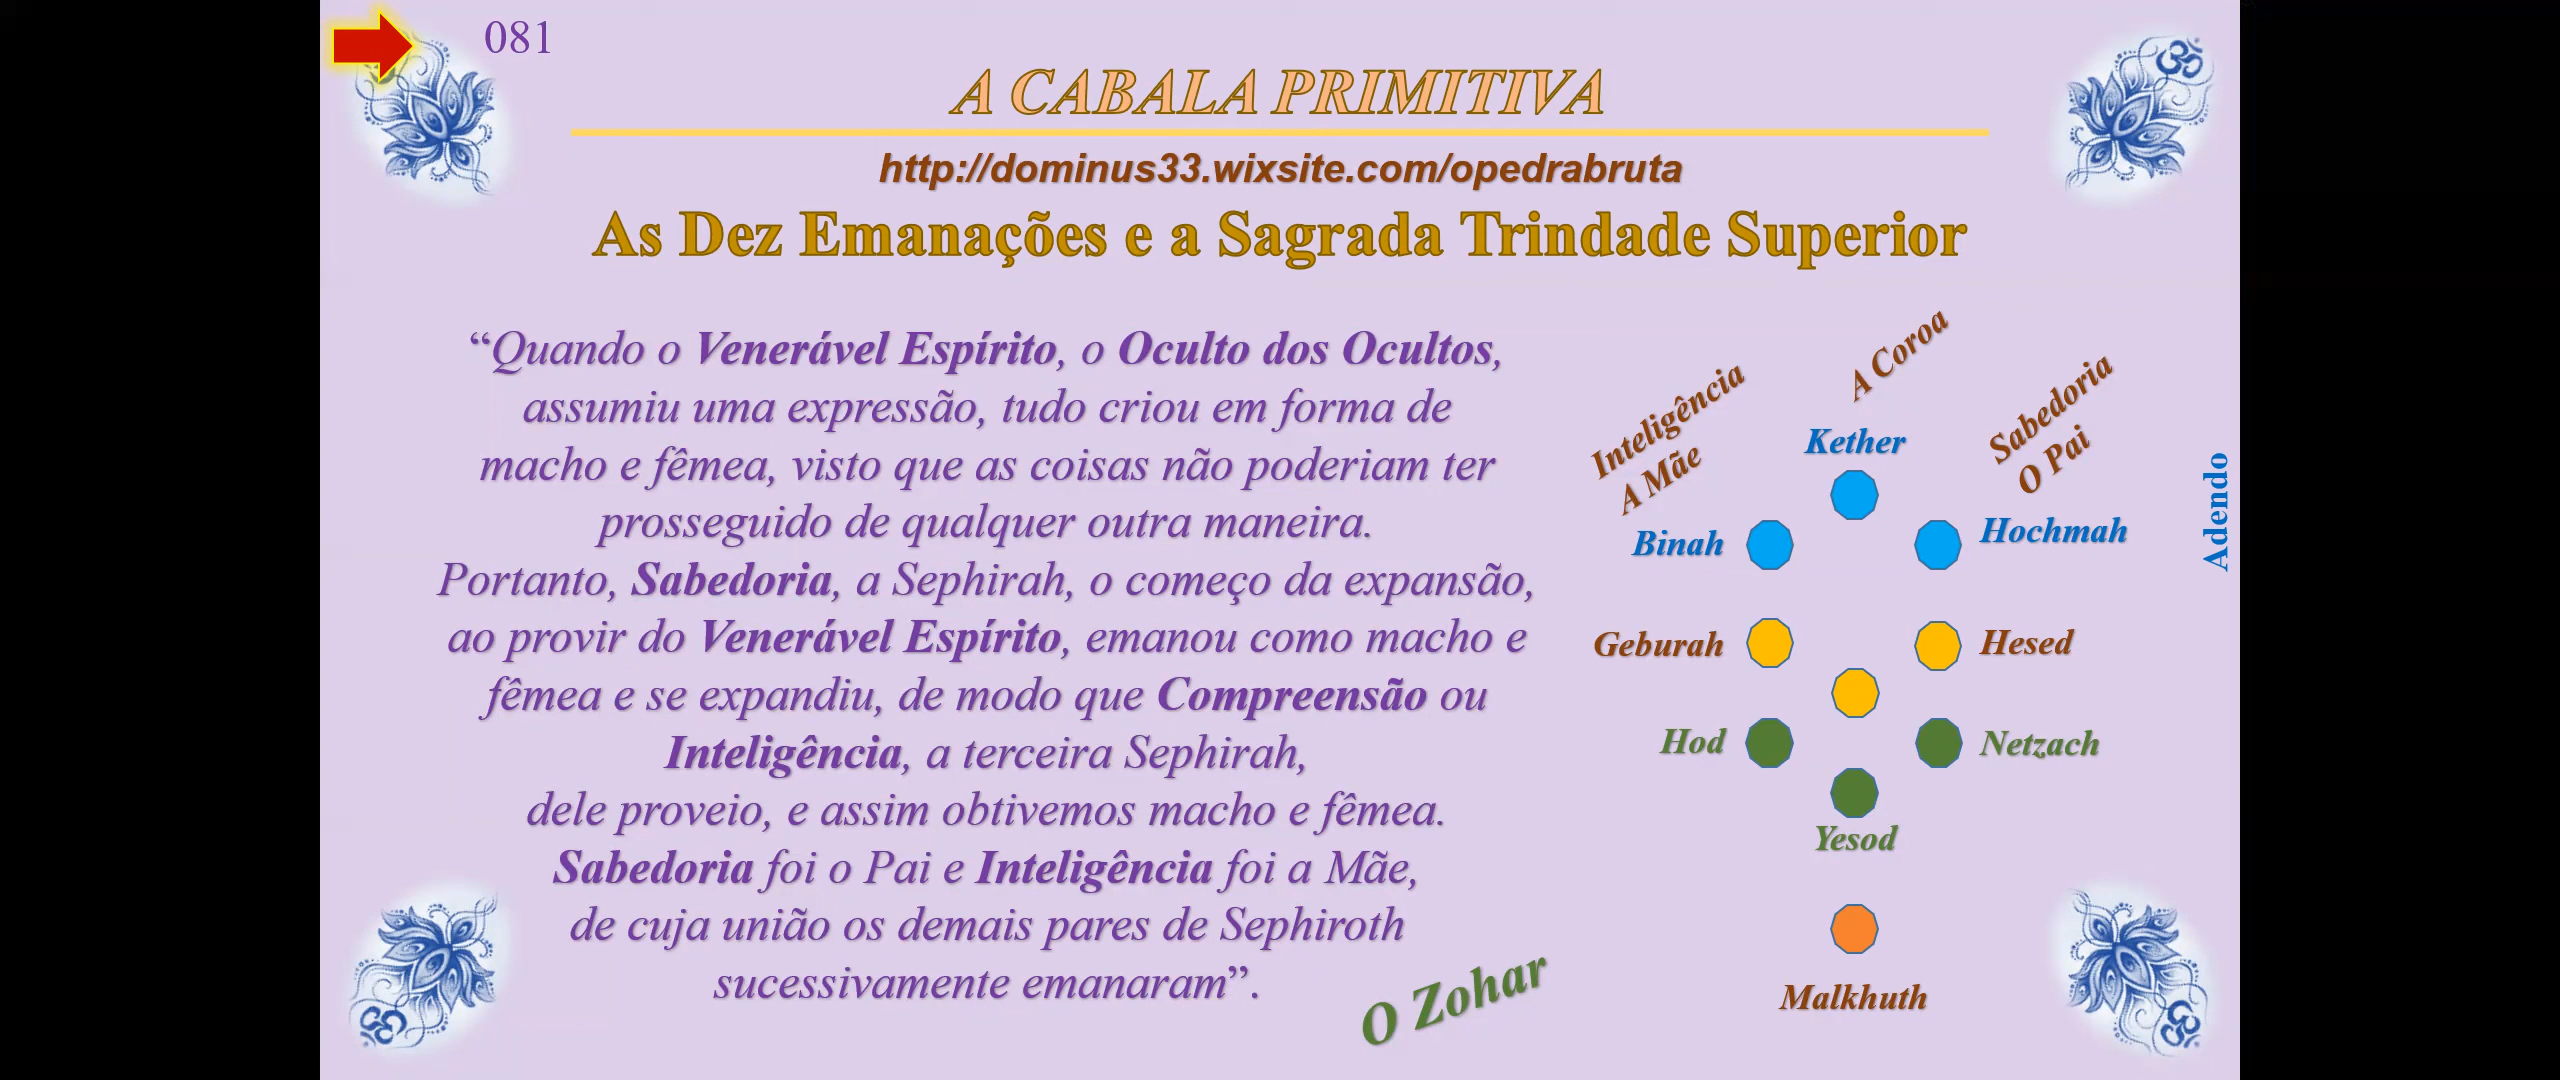 081
A CABALA PRIMITIVA
http://dominus33.wixsite.com/opedrabruta
As Dez Emanações e a Sagrada Trindade Superior
“Quando o Venerável Espírito, o Oculto dos Ocultos,
assumiu uma expressão, tudo criou em forma de
macho e fêmea, visto que as coisas não poderiam ter
prosseguido de qualquer outra maneira.
Portanto, Sabedoria, a Sephirah, o começo da expansão,
ao provir do Venerável Espírito, emanou como macho e
fêmea e se expandiu, de modo que Compreensão ou
Inteligência, a terceira Sephirah,
dele proveio, e assim obtivemos macho e fêmea.
Sabedoria foi o Pai e Inteligência foi a Mãe,
de cuja união os demais pares de Sephiroth
sucessivamente emanaram”.
O Zohar
Inteligência
A Mãe
A Coroa
Sabedoria
O Pai
Kether
Binah
Hochmah
Geburah
Hesed
Hod
Netzach
Yesod
Malkhuth
Adendo